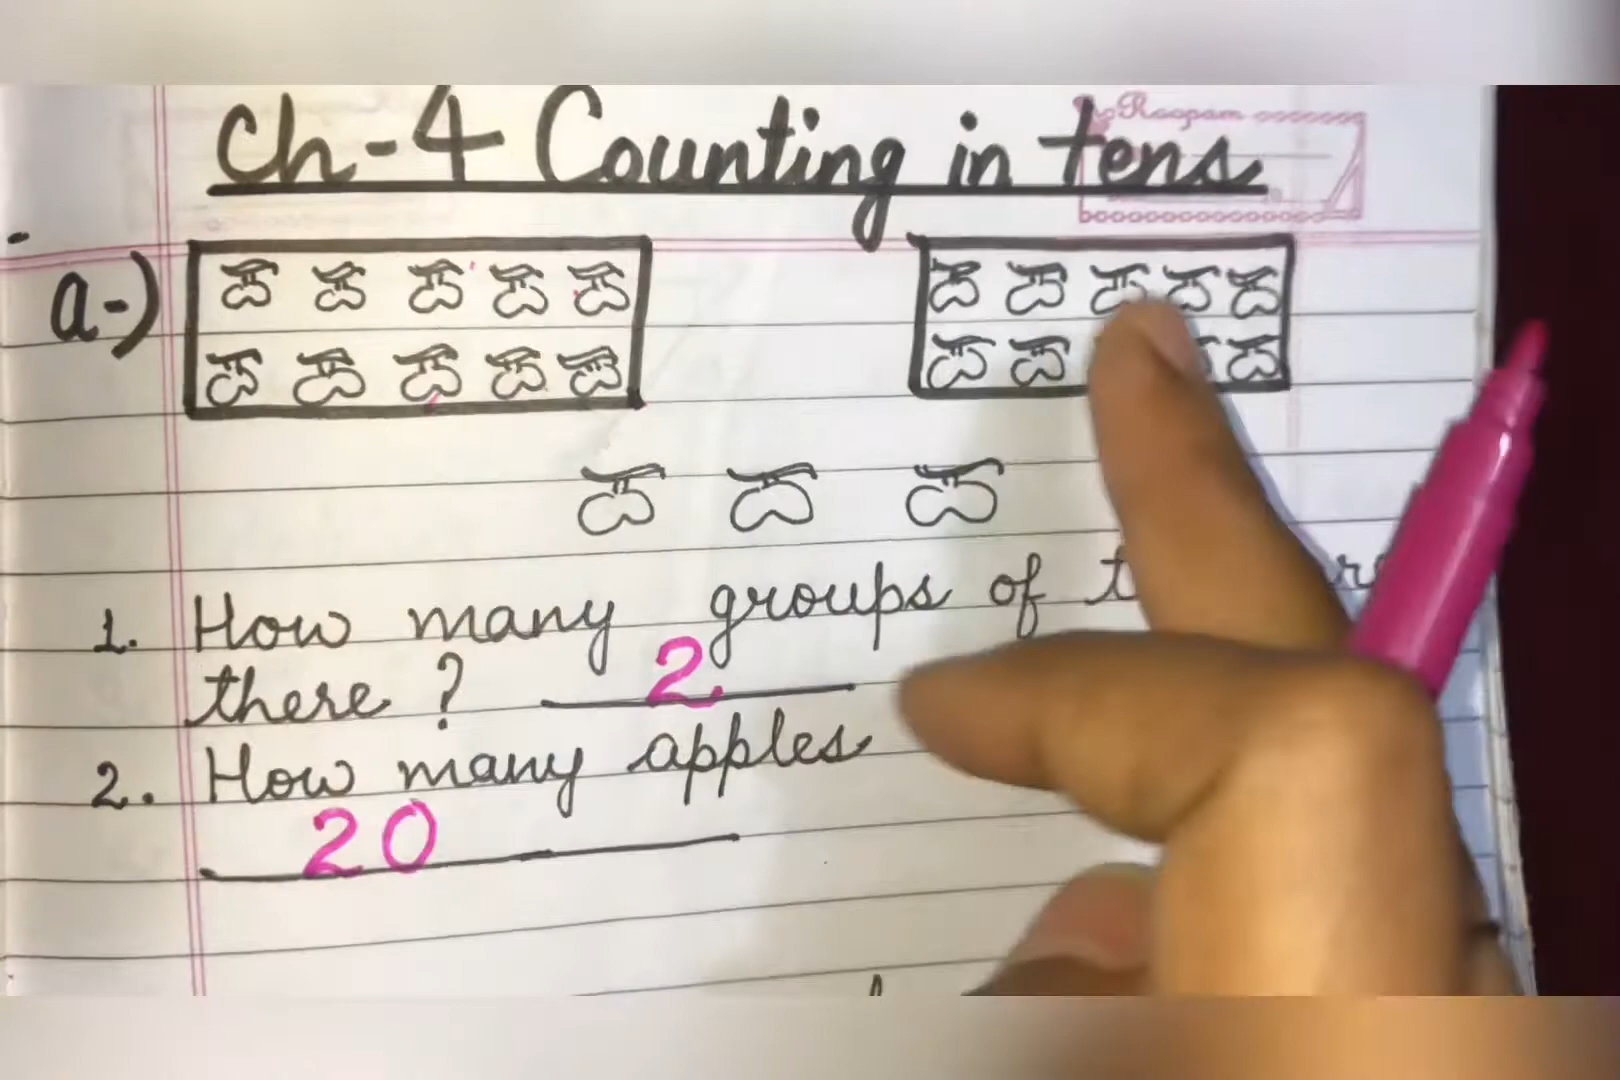 Roopam
Ch-4 Counting in tens
a-)
1. How many groups of
there ? 2
2. How many apples
20